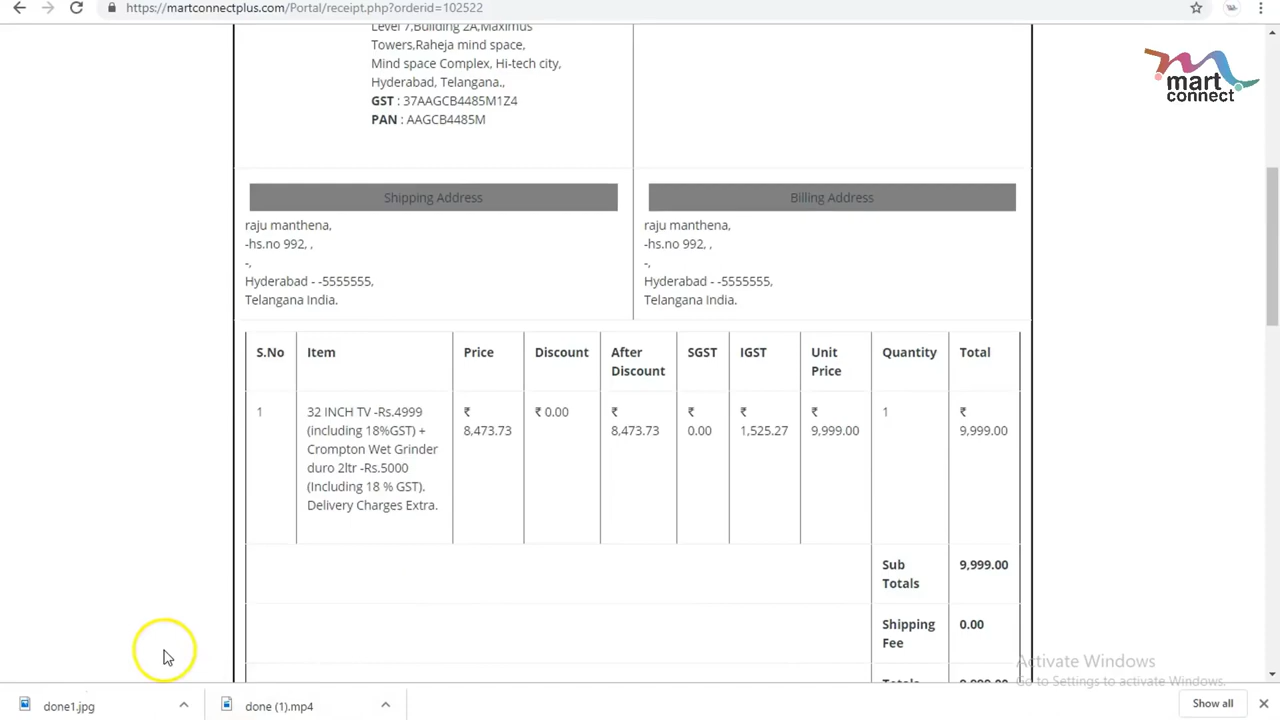 https://martconnectplus.com/Portal/receipt.php?orderid=102522
mart
connect
Level 7,Building 2A,Maximus
Towers,Raheja mind space,
Mind space Complex, Hi-tech city,
Hyderabad, Telangana.,
GST : 37AAGCB4485M1Z4
PAN : AAGCB4485M
Shipping Address
raju manthena,
-hs.no 992, ,
-,
Hyderabad - -5555555,
Telangana India.
Billing Address
raju manthena,
-hs.no 992, ,
-,
Hyderabad - -5555555,
Telangana India.
S.No Item Price Discount After Discount SGST IGST Unit Price Quantity Total
1
32 INCH TV -Rs.4999
(including 18%GST) +
Crompton Wet Grinder
duro 2ltr -Rs.5000
(Including 18 % GST).
Delivery Charges Extra.
₹ 8,473.73
₹ 0.00
₹ 8,473.73
₹ 0.00
₹ 1,525.27
₹ 9,999.00
1
₹ 9,999.00
Sub Totals 9,999.00
Shipping Fee 0.00
Totals 9,999.00
Activate Windows
Go to Settings to activate Windows.
done1.jpg
done (1).mp4
Show all